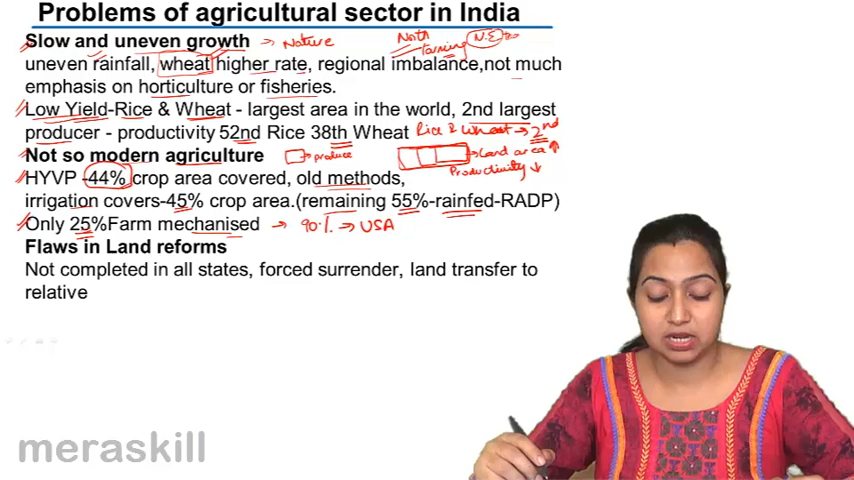 Problems of agricultural sector in India
Slow and uneven growth → Nature North farming N.E
uneven rainfall, wheat higher rate, regional imbalance,not much
emphasis on horticulture or fisheries.
Low Yield-Rice & Wheat - largest area in the world, 2nd largest
producer - productivity 52nd Rice 38th Wheat Rice & Wheat → 2nd
Not so modern agriculture → produce → Land area ↑
Productivity ↓
HYVP -44% crop area covered, old methods,
irrigation covers-45% crop area.(remaining 55%-rainfed-RADP)
Only 25%Farm mechanised → 90% → USA
Flaws in Land reforms
Not completed in all states, forced surrender, land transfer to
relative
meraskill